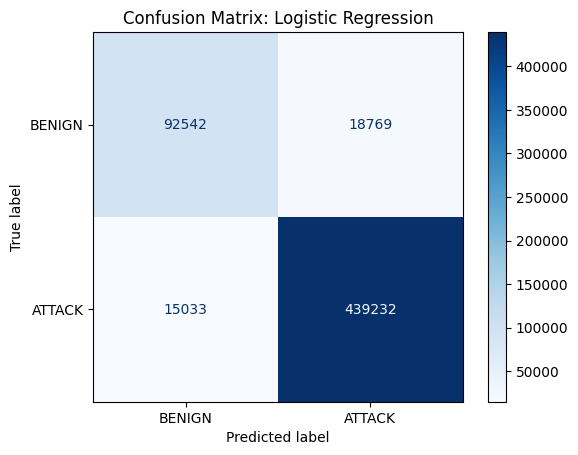 Confusion Matrix: Logistic Regression
True label
BENIGN
92542
18769
ATTACK
15033
439232
BENIGN
ATTACK
Predicted label
400000
350000
300000
250000
200000
150000
100000
50000